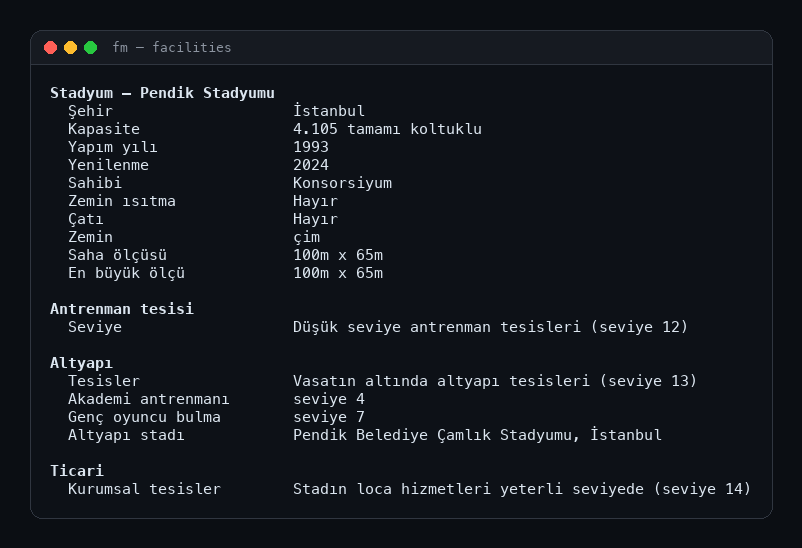 fm — facilities
Stadyum — Pendik Stadyumu
Şehir İstanbul
Kapasite 4.105 tamamı koltuklu
Yapım yılı 1993
Yenilenme 2024
Sahibi Konsorsiyum
Zemin ısıtma Hayır
Çatı Hayır
Zemin çim
Saha ölçüsü 100m x 65m
En büyük ölçü 100m x 65m
Antrenman tesisi
Seviye Düşük seviye antrenman tesisleri (seviye 12)
Altyapı
Tesisler Vasatın altında altyapı tesisleri (seviye 13)
Akademi antrenmanı seviye 4
Genç oyuncu bulma seviye 7
Altyapı stadı Pendik Belediye Çamlık Stadyumu, İstanbul
Ticari
Kurumsal tesisler Stadın loca hizmetleri yeterli seviyede (seviye 14)